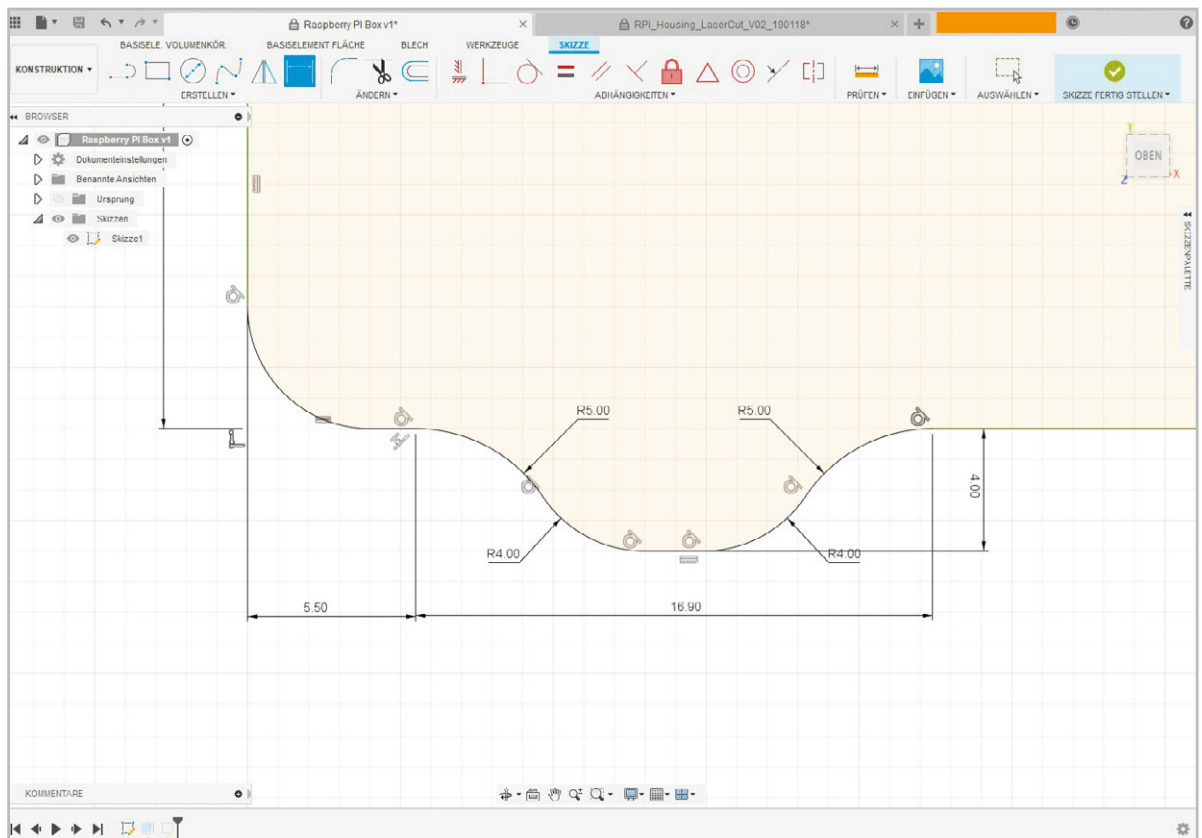 Raspberry PI Box v1*
RPi_Housing_LaserCut_V02_100118*
BASISELE. VOLUMENKÖR.
BASISELEMENT FLÄCHE
BLECH
WERKZEUGE
SKIZZE
KONSTRUKTION
ERSTELLEN
ÄNDERN
ABHÄNGIGKEITEN
PRÜFEN
EINFÜGEN
AUSWÄHLEN
SKIZZE FERTIG STELLEN
BROWSER
Raspberry PI Box v1
Dokumenteinstellungen
Benannte Ansichten
Ursprung
Skizzen
Skizze1
Y
OBEN
Z
X
SKIZZENPALETTE
R5.00
R5.00
4.00
R4.00
R4.00
5.50
16.90
KOMMENTARE